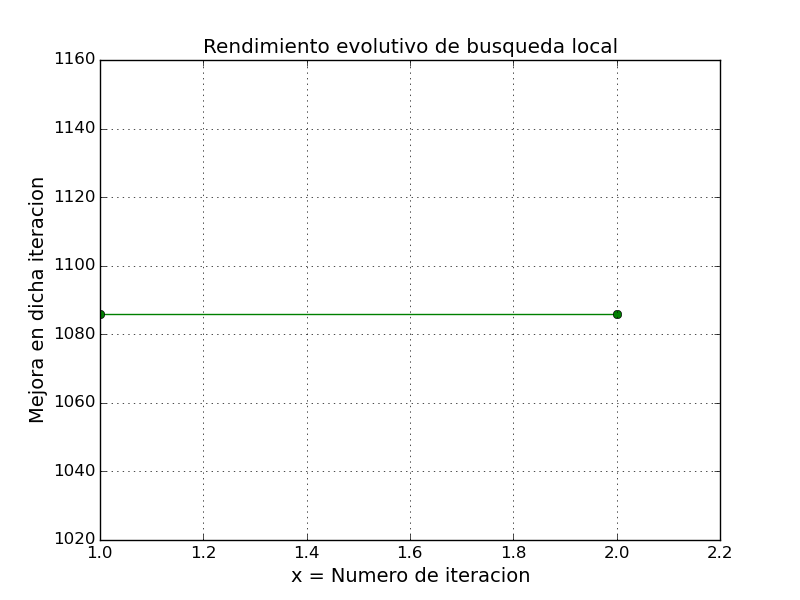 Rendimiento evolutivo de busqueda local
Mejora en dicha iteracion
1160
1140
1120
1100
1080
1060
1040
1020
1.0 1.2 1.4 1.6 1.8 2.0 2.2
x = Numero de iteracion